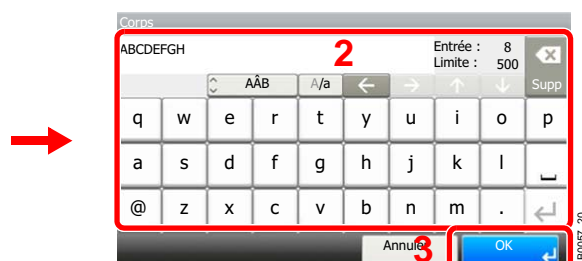 Corps
ABCDEFGH 2 Entrée : 8
Limite : 500
AÂB A/a Supp
q w e r t y u i o p
a s d f g h j k l
@ z x c v b n m .
Annuler 3 OK